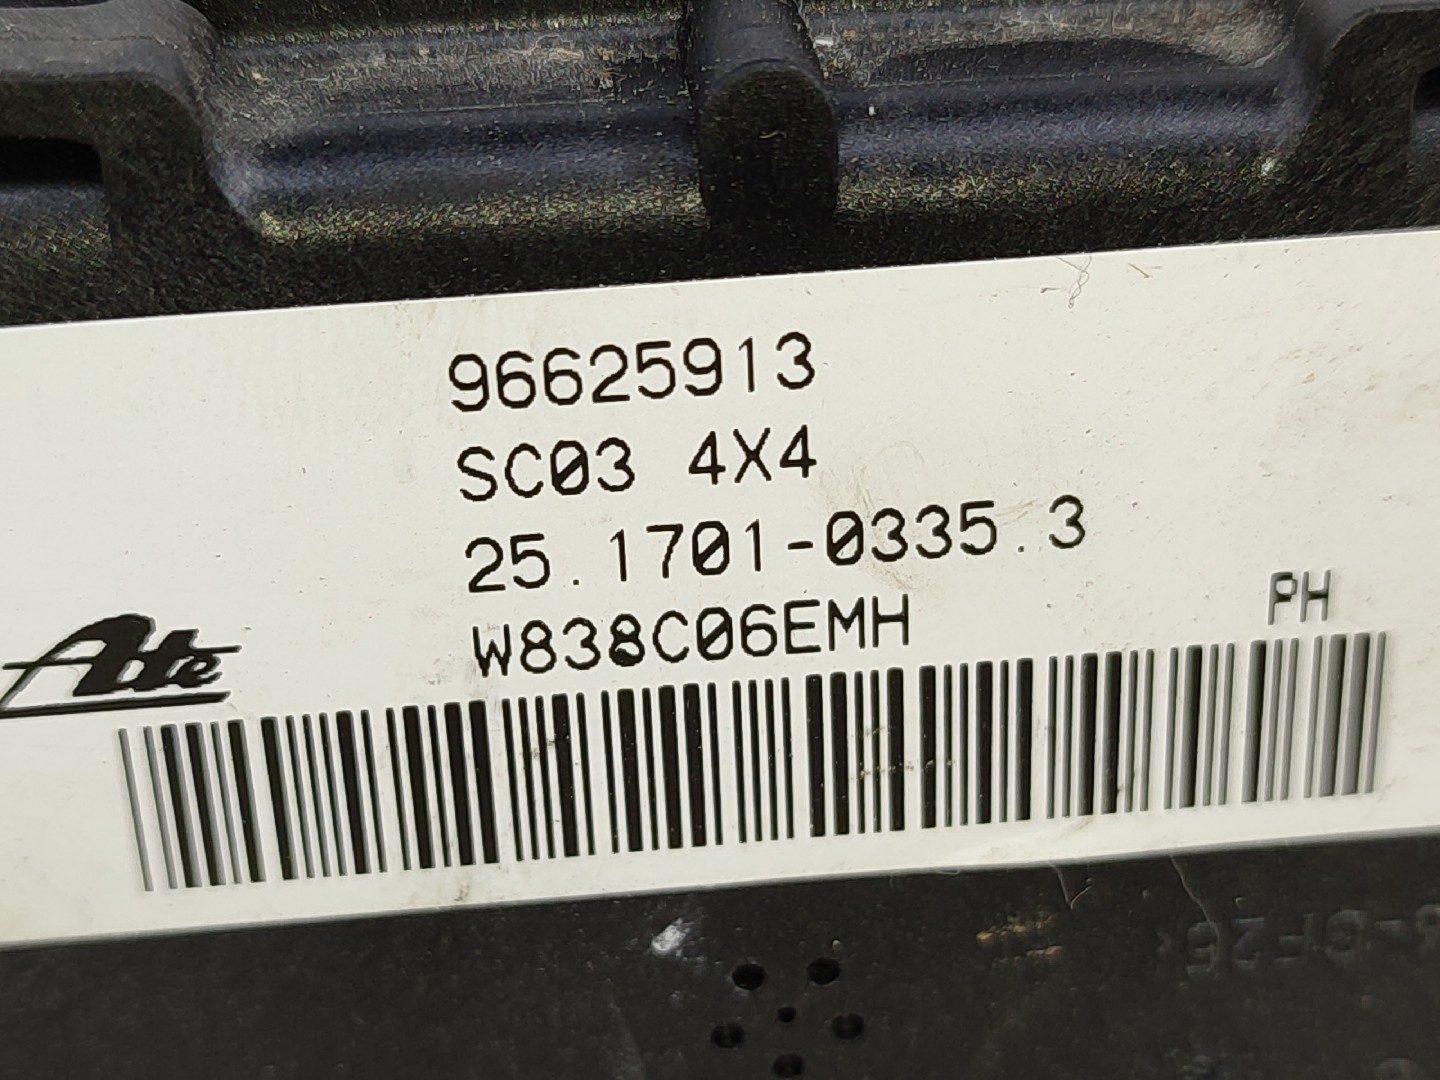 96625913
SC03 4X4
25.1701-0335.3
W838C06EMH
PH
Ate